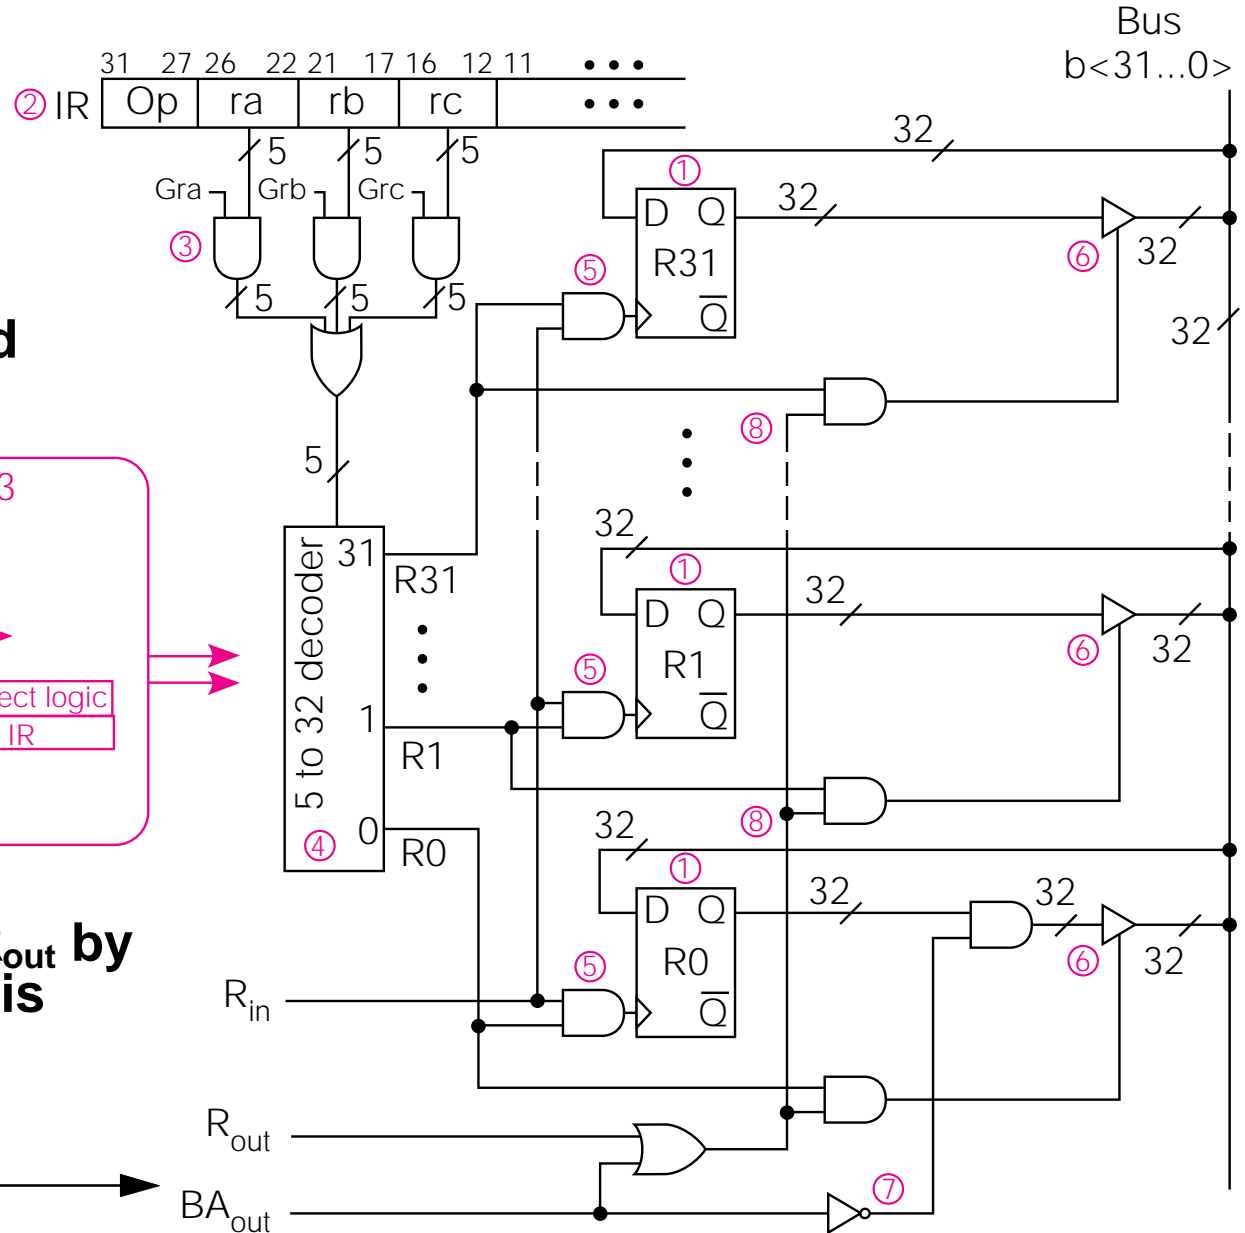 Bus
b<31...0>
31 27 26 22 21 17 16 12 11 • • •
② IR Op ra rb rc • • •
5 5 5
Gra Grb Grc
③
5 5 5
32
①
D Q
R31
Q
32
⑤
⑥
32
32
⑧
5
3
ect logic
IR
d
5 to 32 decoder
④
31
R31
1
R1
0
R0
32
①
D Q
R1
Q
32
⑤
⑥
32
⑧
32
①
D Q
R0
Q
32
32
⑤
⑥
32
out by
is
Rin
Rout
BAout
⑦